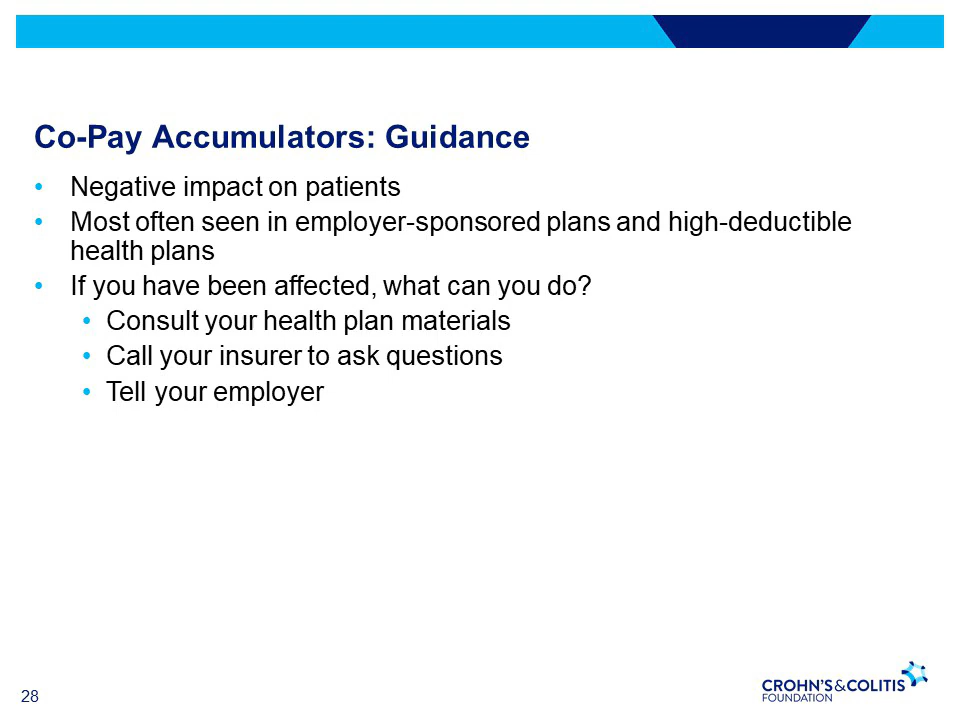 Co-Pay Accumulators: Guidance
• Negative impact on patients
• Most often seen in employer-sponsored plans and high-deductible
health plans
• If you have been affected, what can you do?
• Consult your health plan materials
• Call your insurer to ask questions
• Tell your employer
28
CROHN'S&COLITIS
FOUNDATION